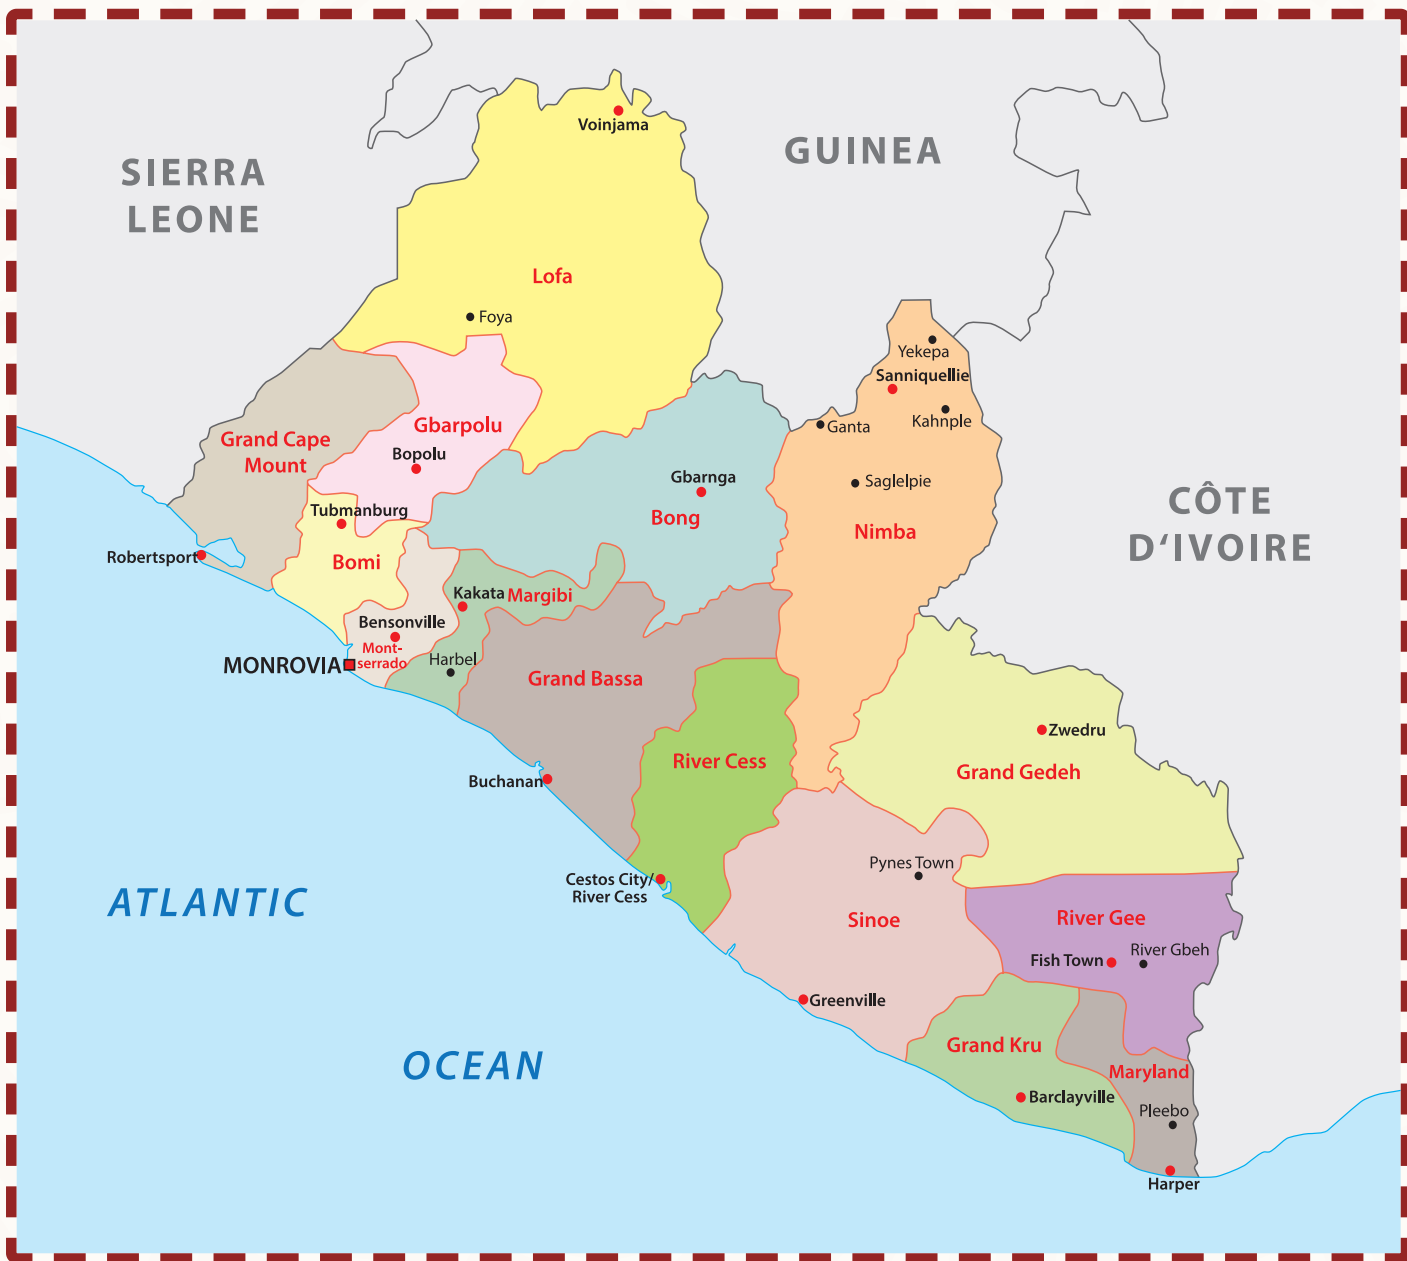 Voinjama
GUINEA
SIERRA
LEONE
Lofa
Foya
Yekepa
Sanniquellie
Kahnple
Ganta
Gbarpolu
Grand Cape
Mount
Bopolu
Gbarnga
Saglelpie
Bong
Nimba
CÔTE
D‘IVOIRE
Tubmanburg
Robertsport
Bomi
Kakata
Margibi
Bensonville
Mont-
serrado
MONROVIA
Harbel
Grand Bassa
Zwedru
River Cess
Grand Gedeh
Buchanan
Pynes Town
Cestos City/
River Cess
ATLANTIC
Sinoe
River Gee
River Gbeh
Fish Town
Greenville
Grand Kru
OCEAN
Maryland
Barclayville
Pleebo
Harper